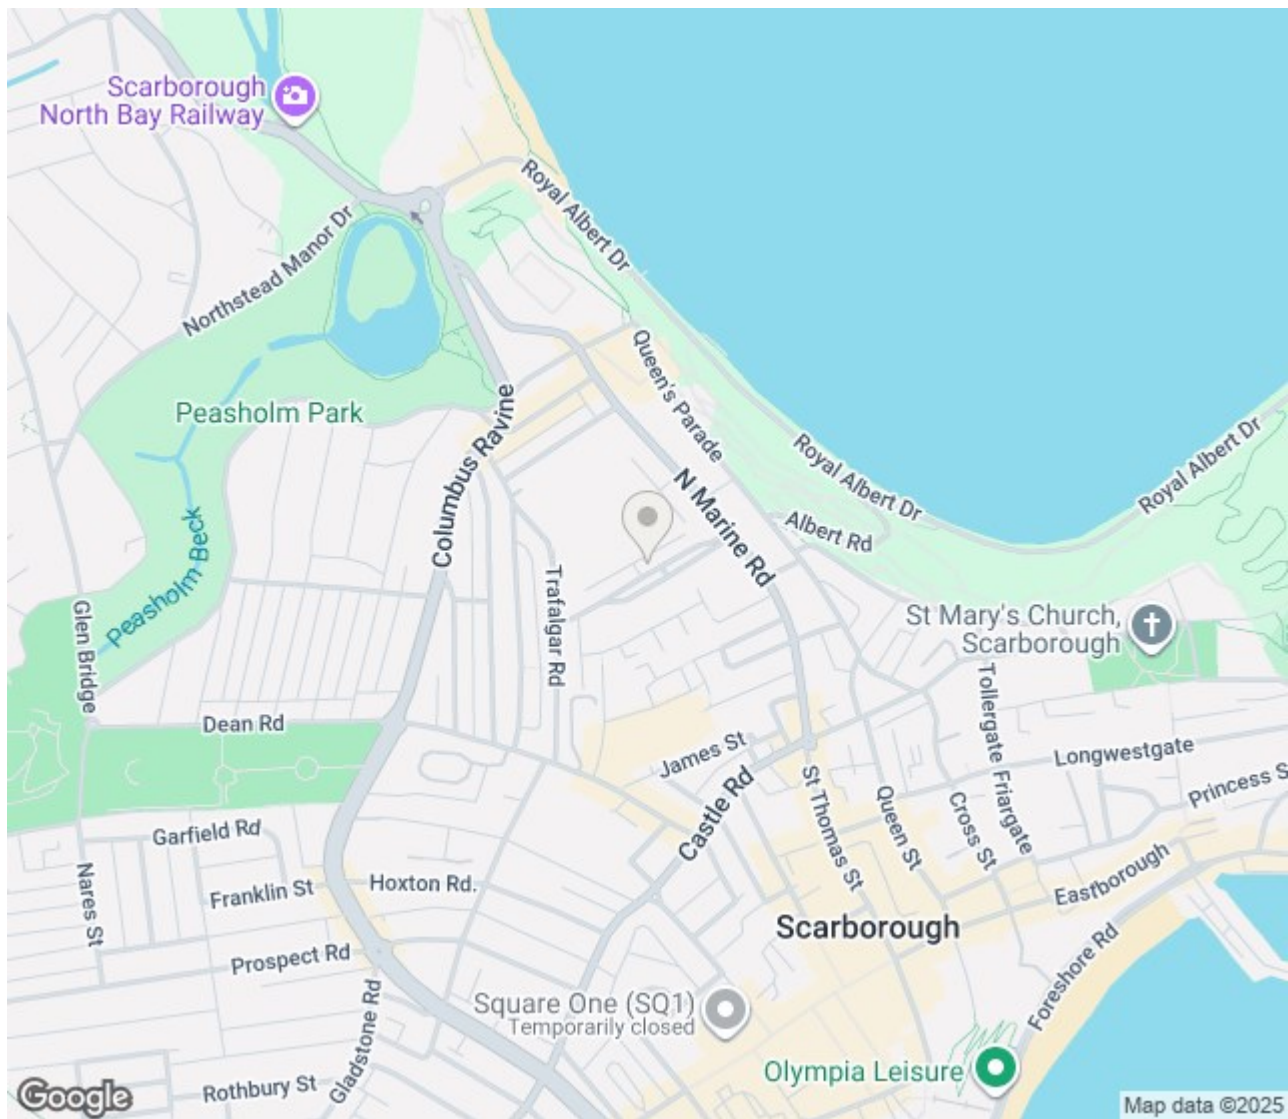 Scarborough
North Bay Railway
Royal Albert Dr
Northstead Manor Dr
Queen's Parade
Peasholm Park
Columbus Ravine
Royal Albert Dr
Royal Albert Dr
N Marine Rd
Albert Rd
Peasholm Beck
Trafalgar Rd
Glen Bridge
St Mary's Church,
Scarborough
Tollergate
Friargate
Dean Rd
James St
Longwestgate
Castle Rd
St Thomas St
Queen St
Cross St
Princess S
Garfield Rd
Nares St
Franklin St
Hoxton Rd.
Eastborough
Scarborough
Prospect Rd
Foreshore Rd
Gladstone Rd
Square One (SQ1)
Temporarily closed
Rothbury St
Olympia Leisure
Google
Map data ©2025